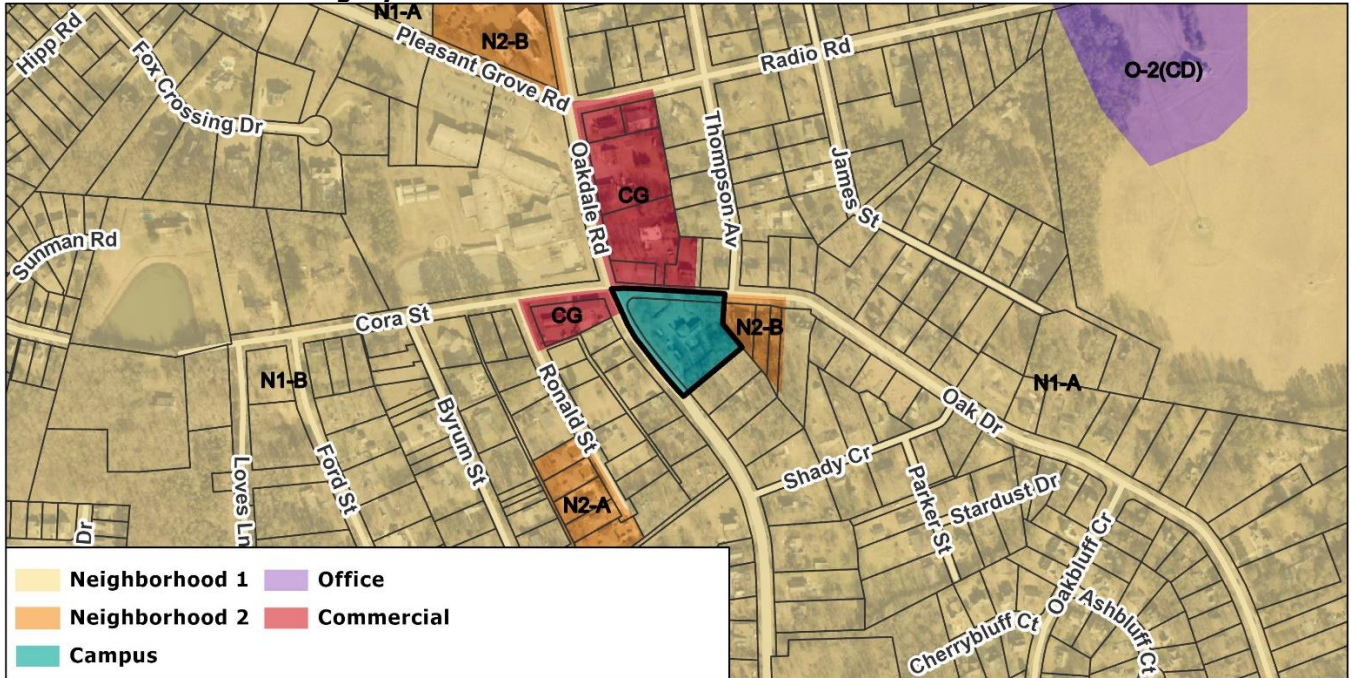 N1-A
Hipp Rd
Fox Crossing Dr
Pleasant Grove Rd
N2-B
Radio Rd
O-2(CD)
Oakdale Rd
CG
Thompson Av
James St
Sunman Rd
Cora St
CG
N2-B
N1-B
N1-A
Loves Ln
Ford St
Byrum St
Ronald St
N2-A
Oak Dr
Shady Cr
Parker St
Stardust Dr
Dr
Oakbluff Cr
Ashbluff Ct
Cherrybluff Ct
Neighborhood 1
Office
Neighborhood 2
Commercial
Campus